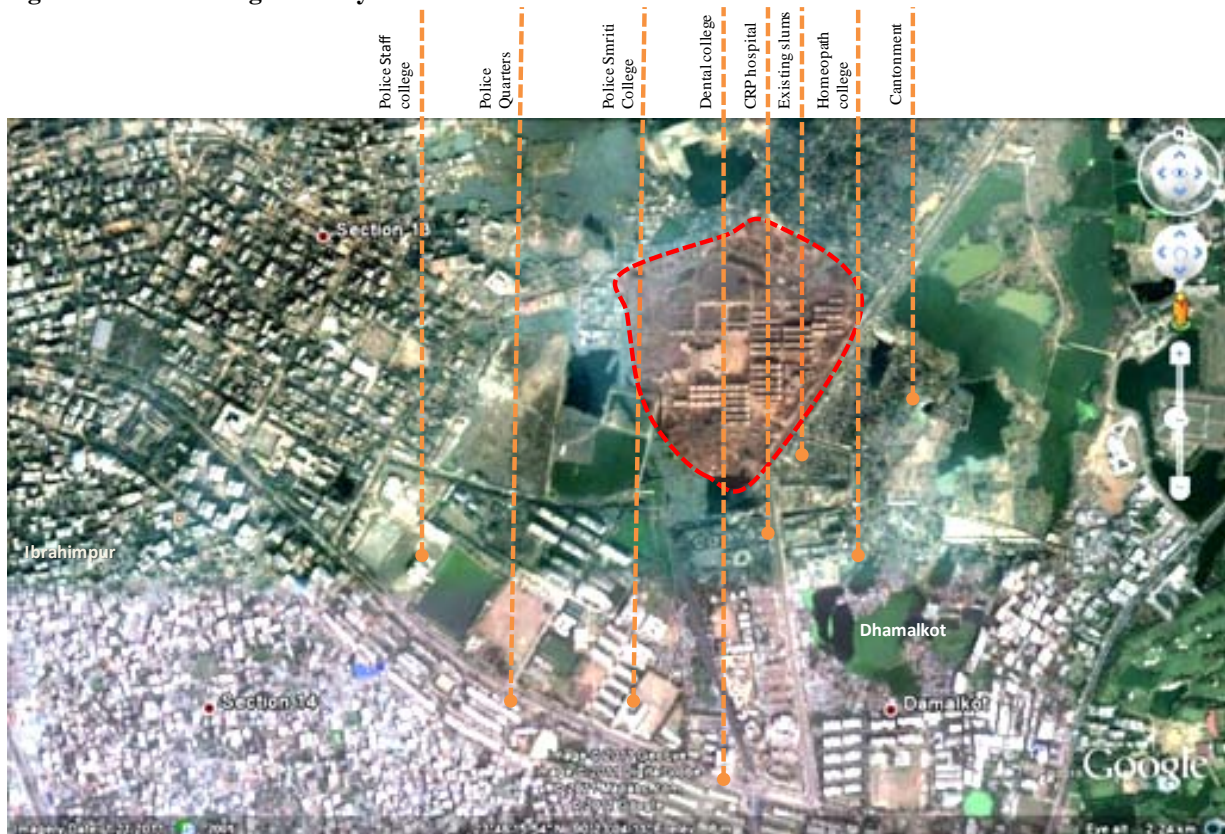 Police Staff
college
Police
Quarters
Police Smriti
College
Dental college
CRP hospital
Existing slums
Homeopath
college
Cantonment
Section 13
Ibrahimpur
Dhamalkot
Section 14
Damalkot
Google